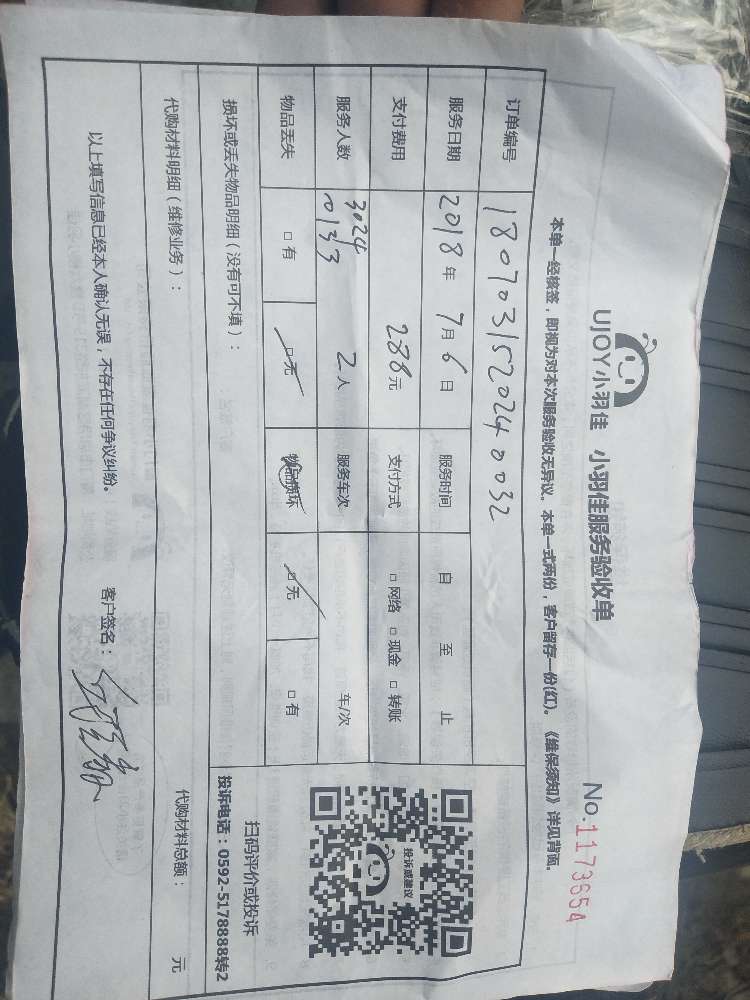 UJOY小羽佳 小羽佳服务验收单
No.1173654
本单一经核签，即视为对本次服务验收无异议。本单一式两份，客户留存一份(红)。《维保须知》详见背面。
订单编号 18070315202400032
服务日期 2018年7月6日 服务时间 自 至 止
支付费用 288元 支付方式 □网络 □现金 □转账
服务人数 3024 0133 2人 服务车次 车/次
物品丢失 □有 □无 物品损坏 □无 □有
投诉或建议
扫码评价或投诉
投诉电话：0592-5178888转2
损坏或丢失物品明细（没有可不填）：
代购材料明细（维修业务）： 代购材料总额： 元
以上填写信息已经本人确认无误，不存在任何争议纠纷。 客户签名：